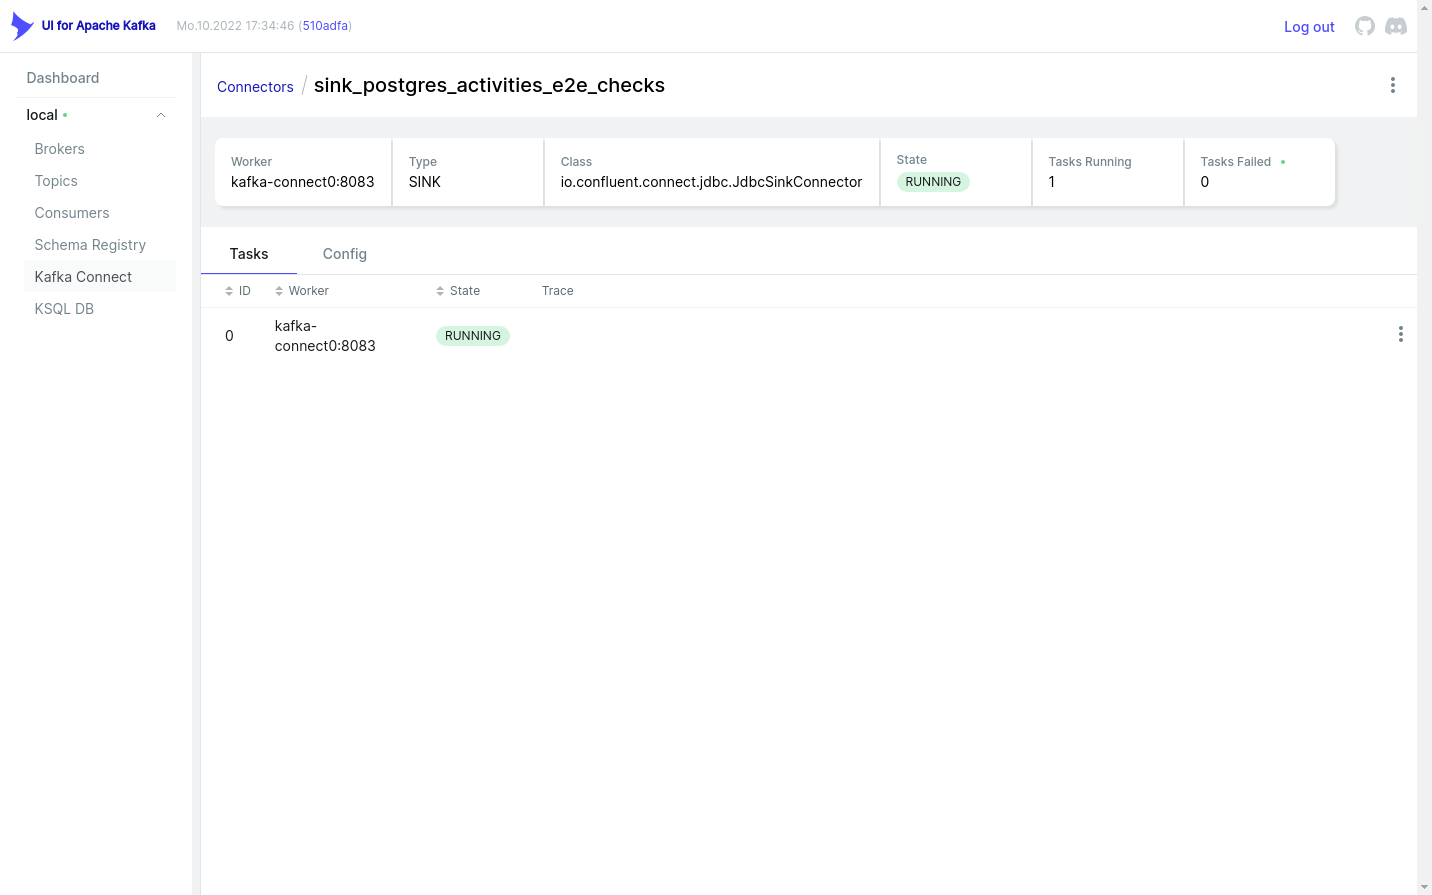 UI for Apache Kafka Mo.10.2022 17:34:46 (510adfa) Log out
Dashboard
local
Brokers
Topics
Consumers
Schema Registry
Kafka Connect
KSQL DB
Connectors / sink_postgres_activities_e2e_checks
Worker Type Class State Tasks Running Tasks Failed
kafka-connect0:8083 SINK io.confluent.connect.jdbc.JdbcSinkConnector RUNNING 1 0
Tasks Config
ID Worker State Trace
0 kafka- RUNNING
connect0:8083